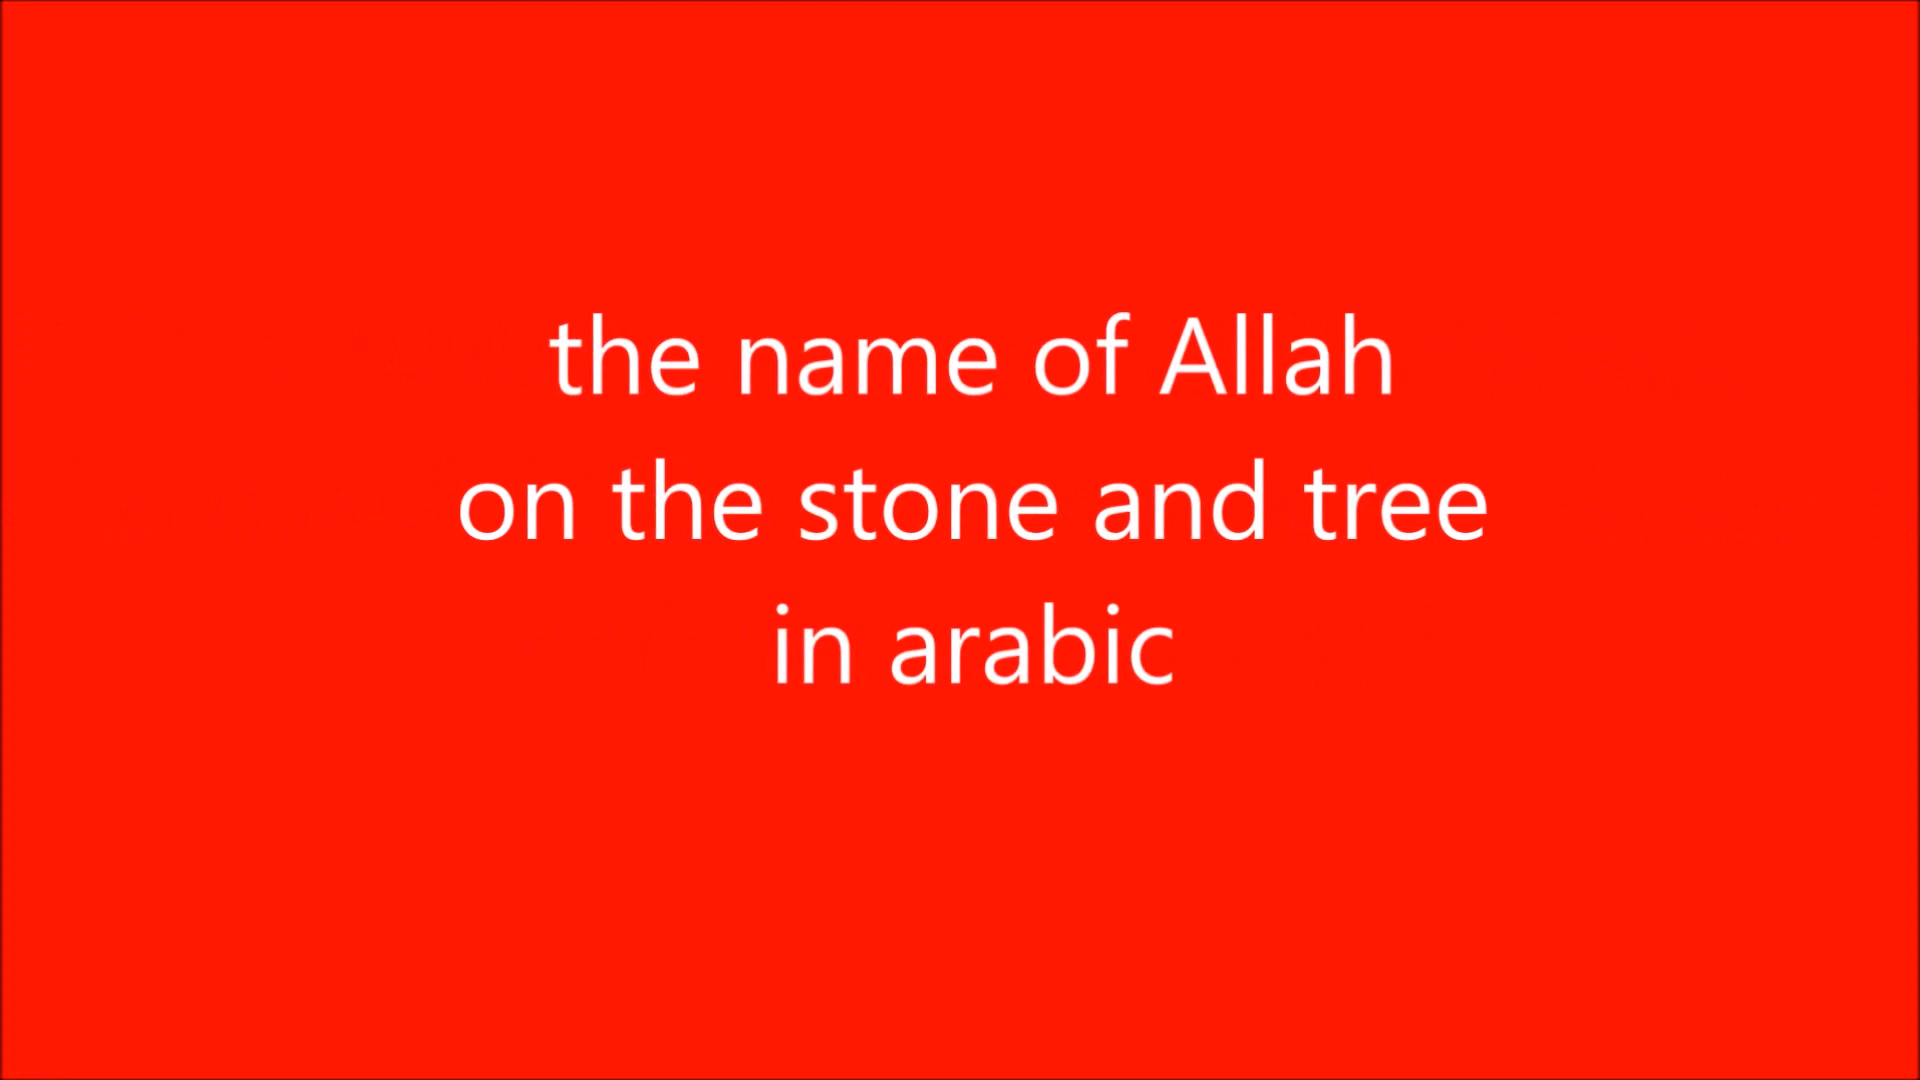 the name of Allah
on the stone and tree
in arabic